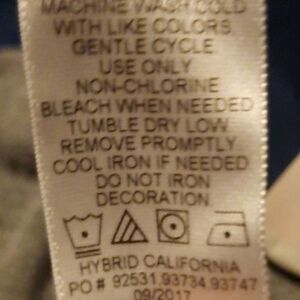 MACHINE WASH COLD
WITH LIKE COLORS
GENTLE CYCLE
USE ONLY
NON-CHLORINE
BLEACH WHEN NEEDED
TUMBLE DRY LOW
REMOVE PROMPTLY
COOL IRON IF NEEDED
DO NOT IRON
DECORATION
HYBRID CALIFORNIA
PO # 92531.93734.93747
09/2017